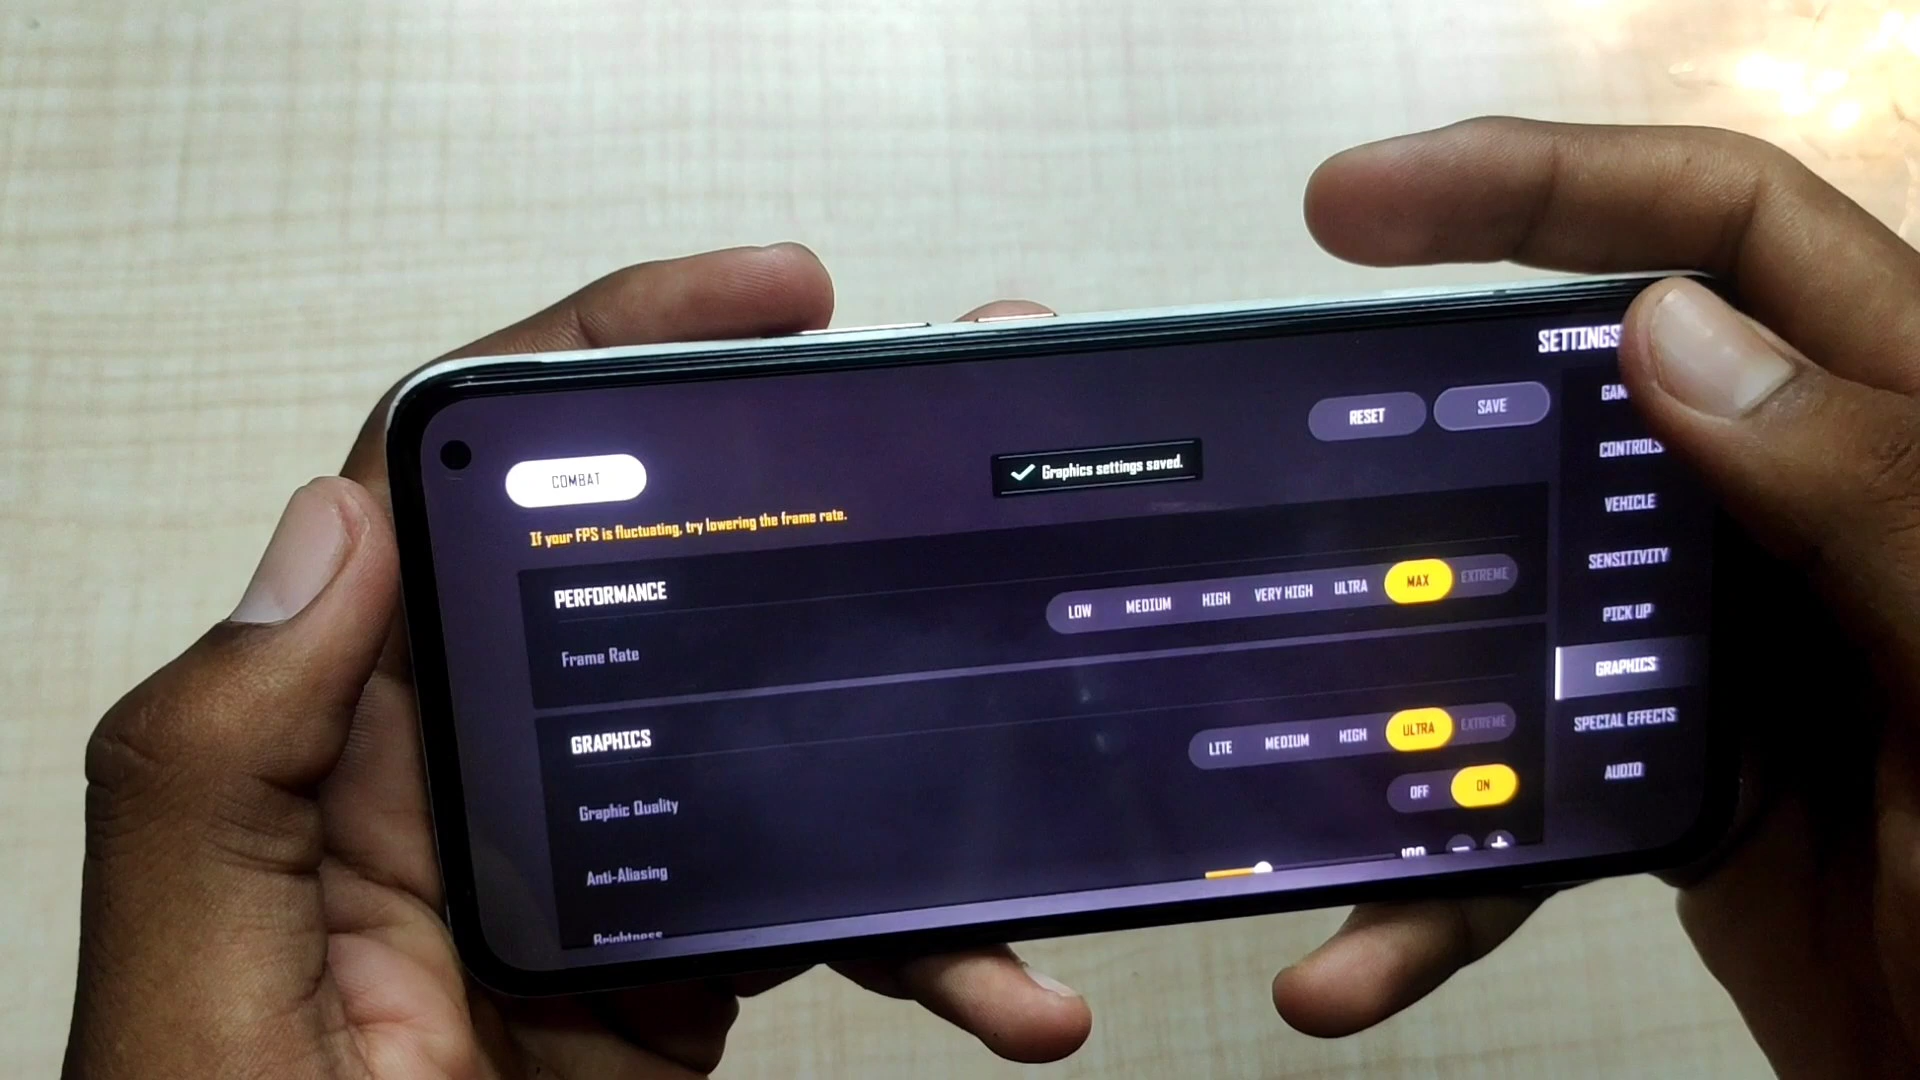 SETTINGS
RESET
SAVE
COMBAT
Graphics settings saved.
If your FPS is fluctuating, try lowering the frame rate.
PERFORMANCE
Frame Rate
LOW MEDIUM HIGH VERY HIGH ULTRA MAX EXTREME
GRAPHICS
Graphic Quality
LITE MEDIUM HIGH ULTRA EXTREME
Anti-Aliasing
OFF ON
Brightness
100 − +
CONTROLS
VEHICLE
SENSITIVITY
PICK UP
GRAPHICS
SPECIAL EFFECTS
AUDIO